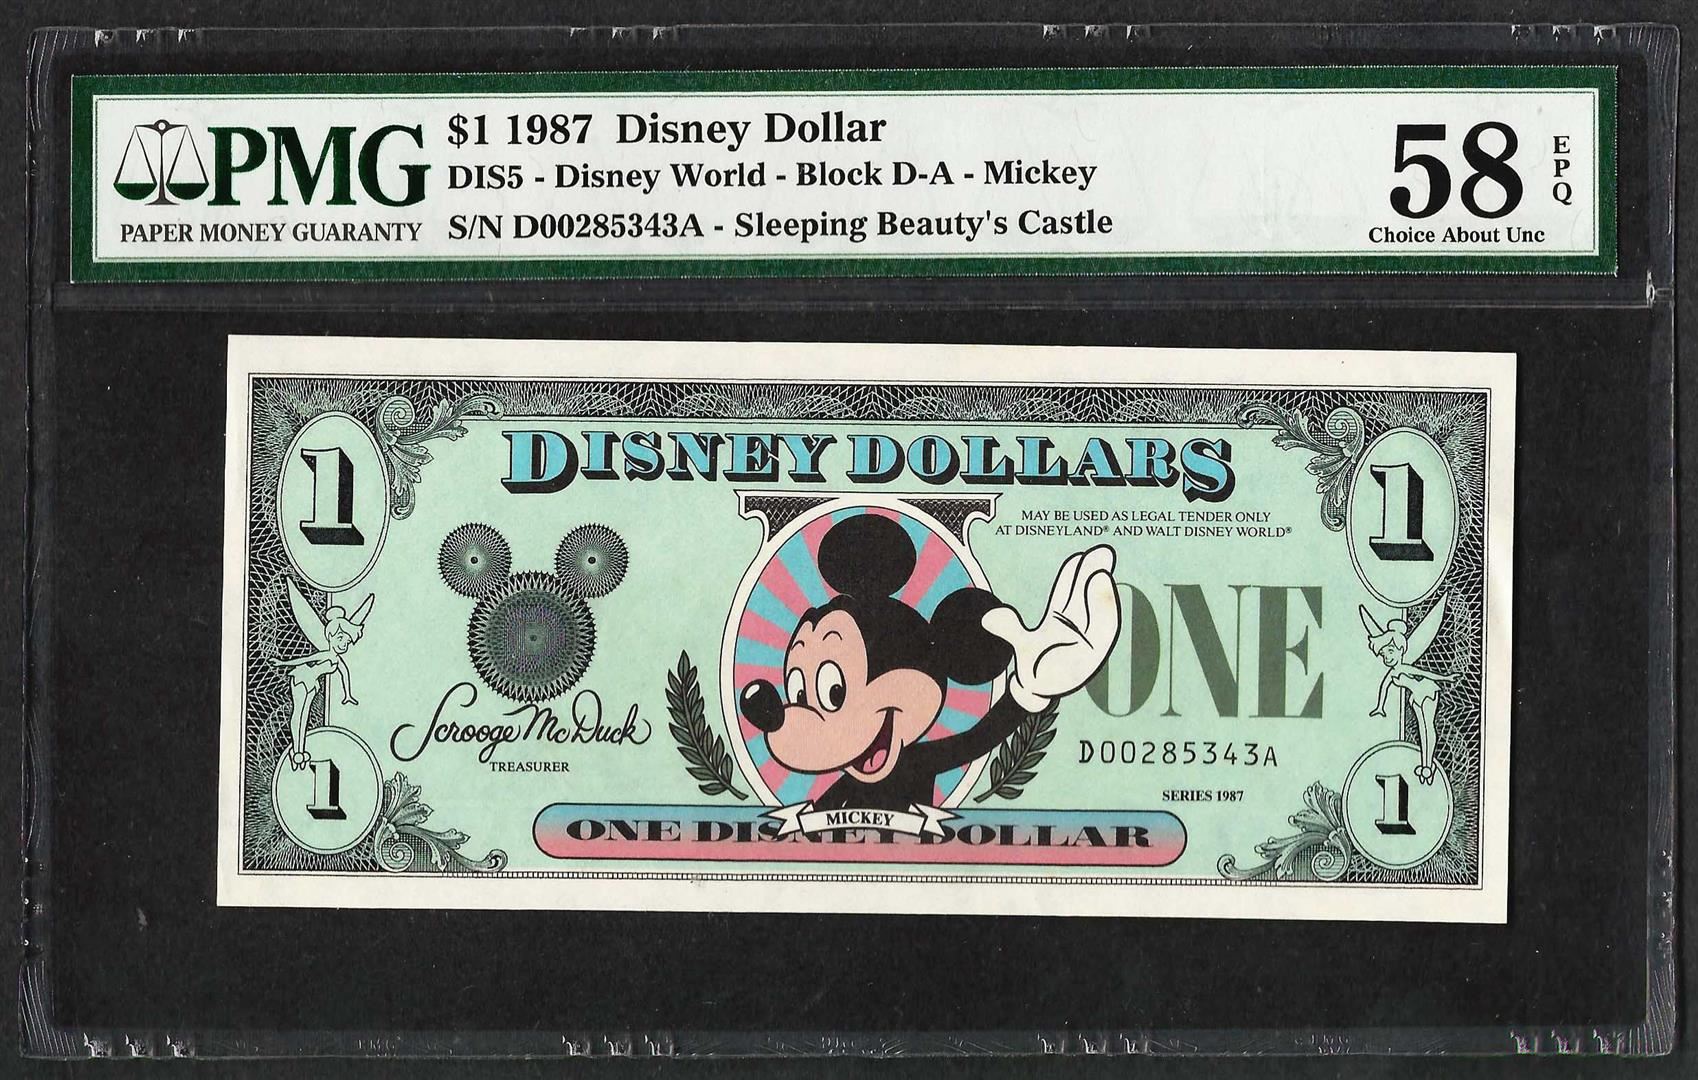 PMG
PAPER MONEY GUARANTY
$1 1987 Disney Dollar
DIS5 - Disney World - Block D-A - Mickey
S/N D00285343A - Sleeping Beauty's Castle
58
EPQ
Choice About Unc
1
1
DISNEY DOLLARS
MAY BE USED AS LEGAL TENDER ONLY
AT DISNEYLAND® AND WALT DISNEY WORLD®
ONE
Scrooge McDuck
TREASURER
D00285343A
SERIES 1987
1
1
MICKEY
ONE DISNEY DOLLAR